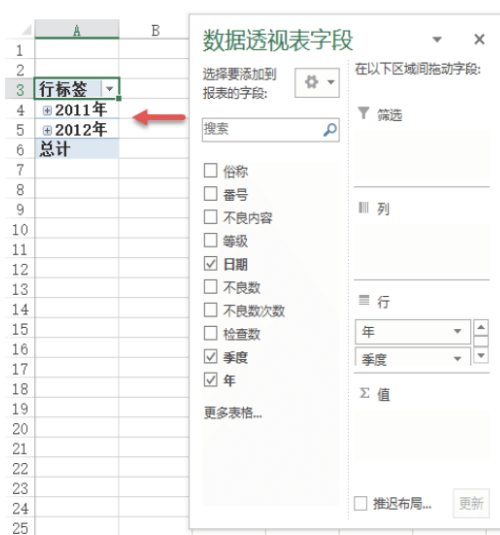 A B
1
2
3 行标签
4 2011年
5 2012年
6 总计
7
8
9
10
11
12
13
14
15
16
17
18
19
20
21
22
23
24
25
数据透视表字段
选择要添加到
报表的字段:
搜索
俗称
番号
不良内容
等级
日期
不良数
不良数次数
检查数
季度
年
更多表格...
在以下区域间拖动字段:
筛选
列
行
年
季度
Σ 值
推迟布局... 更新